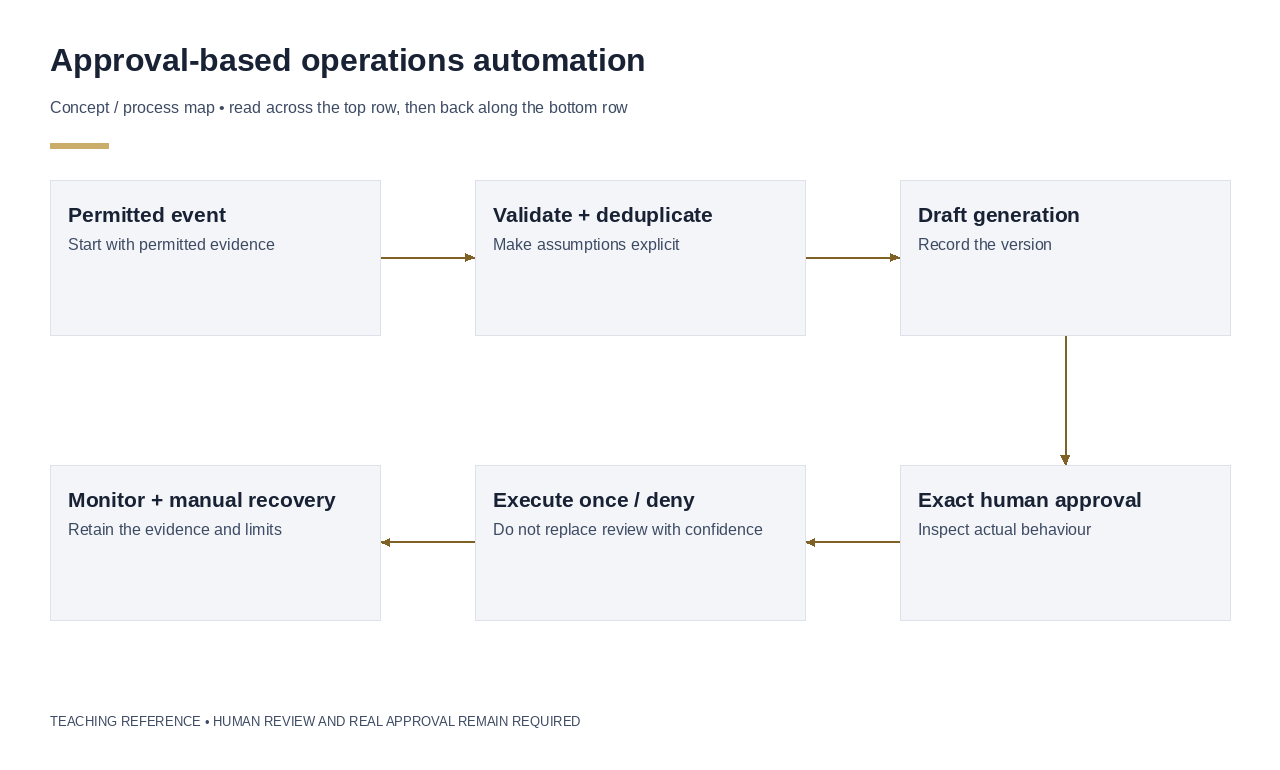 Approval-based operations automation
Concept / process map • read across the top row, then back along the bottom row
Permitted event
Start with permitted evidence
Validate + deduplicate
Make assumptions explicit
Draft generation
Record the version
Exact human approval
Inspect actual behaviour
Execute once / deny
Do not replace review with confidence
Monitor + manual recovery
Retain the evidence and limits
TEACHING REFERENCE • HUMAN REVIEW AND REAL APPROVAL REMAIN REQUIRED